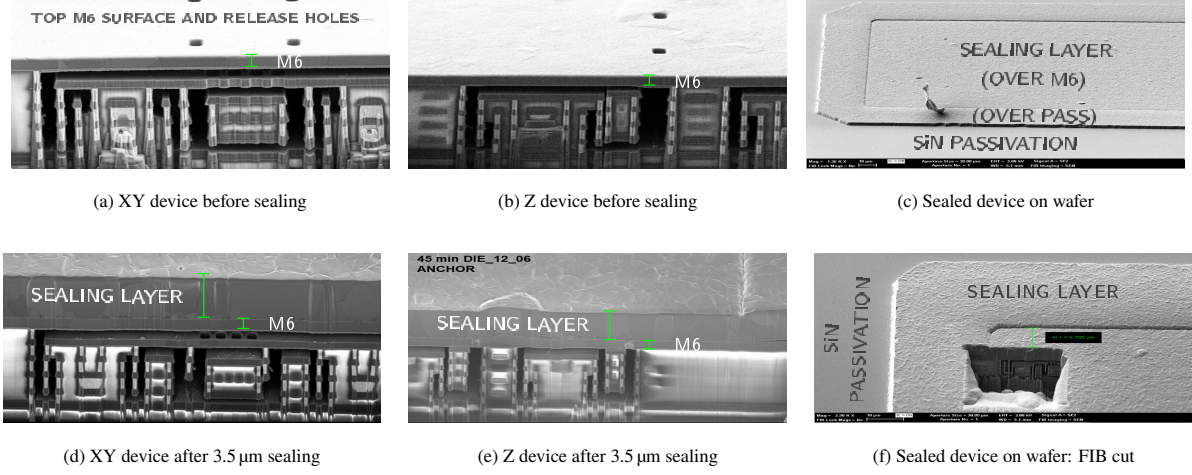 TOP M6 SURFACE AND RELEASE HOLES
M6
(a) XY device before sealing
M6
(b) Z device before sealing
SEALING LAYER
(OVER M6)
(OVER PASS)
SiN PASSIVATION
(c) Sealed device on wafer
SEALING LAYER
M6
(d) XY device after 3.5 µm sealing
45 min DIE_12_06
ANCHOR
SEALING LAYER
M6
(e) Z device after 3.5 µm sealing
SiN
PASSIVATION
SEALING LAYER
(f) Sealed device on wafer: FIB cut